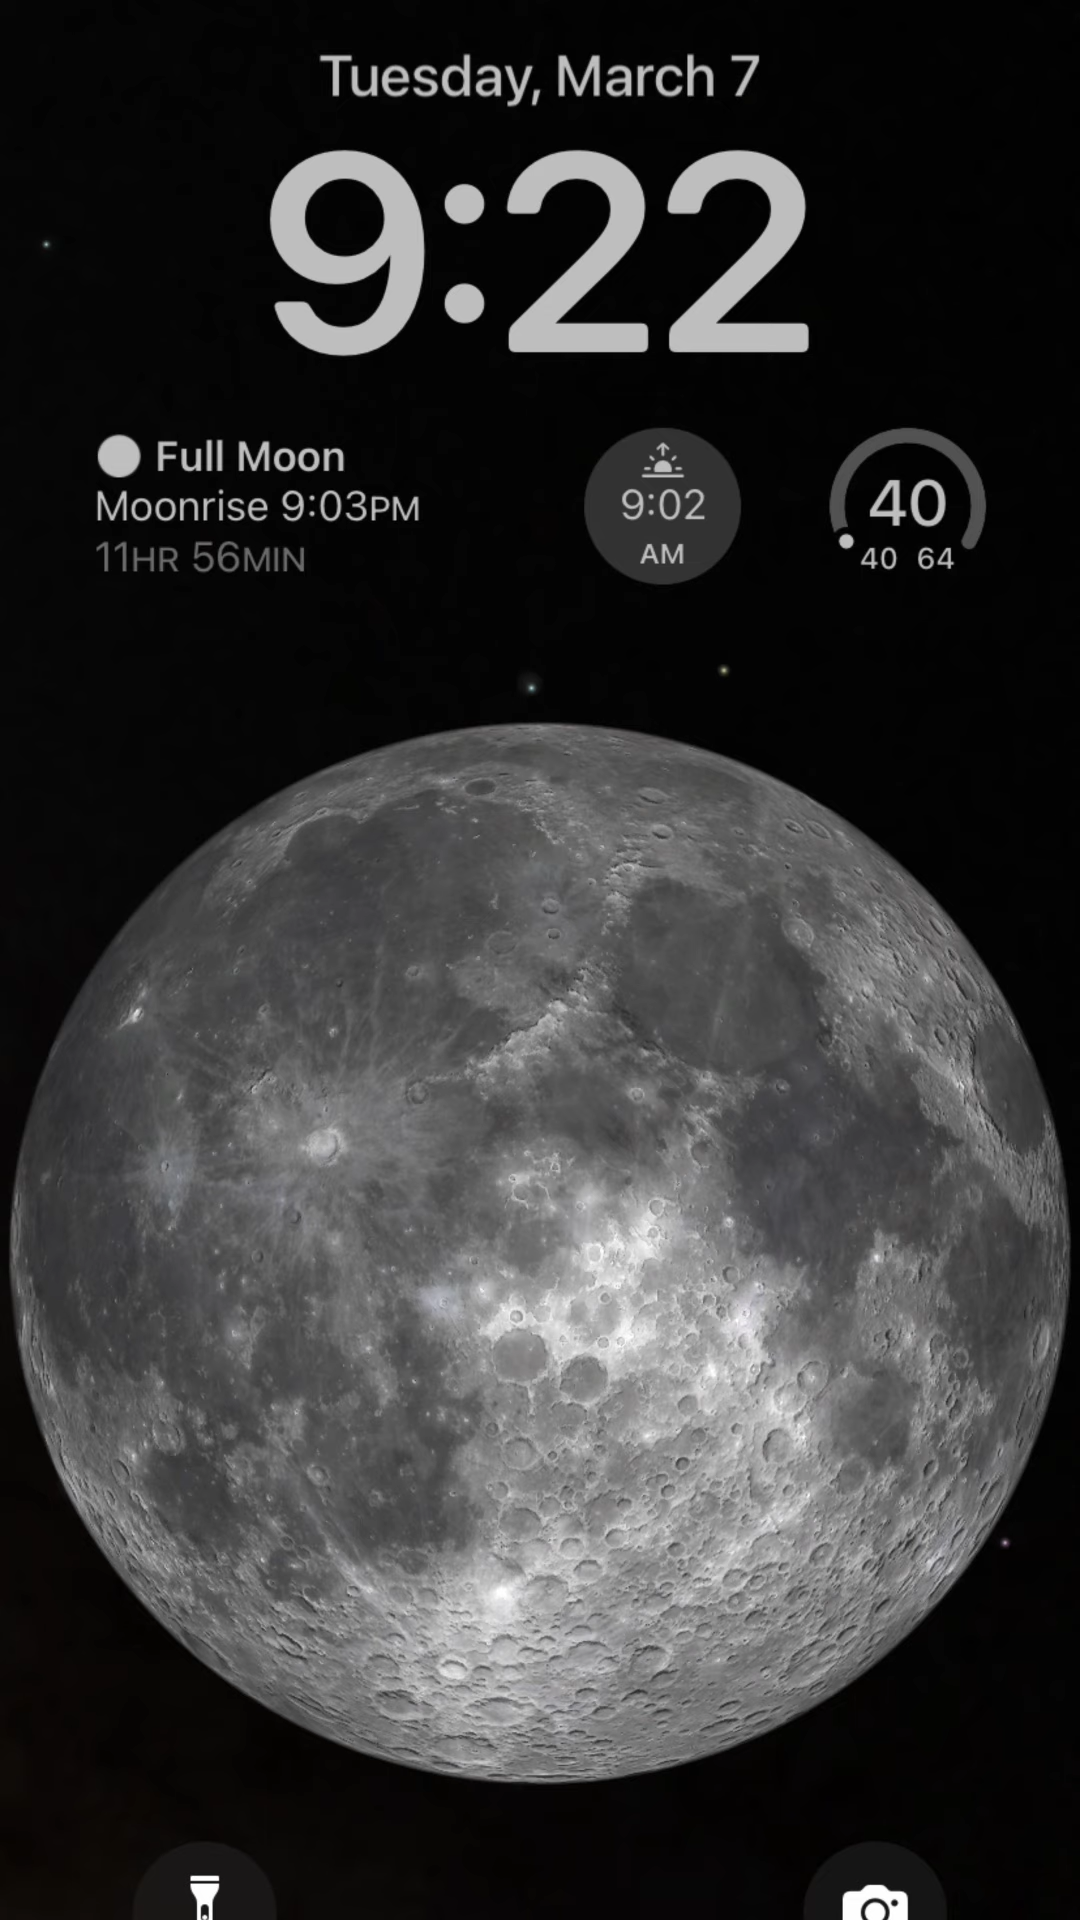 Tuesday, March 7
9:22
Full Moon
Moonrise 9:03PM
11HR 56MIN
9:02
AM
40
40 64